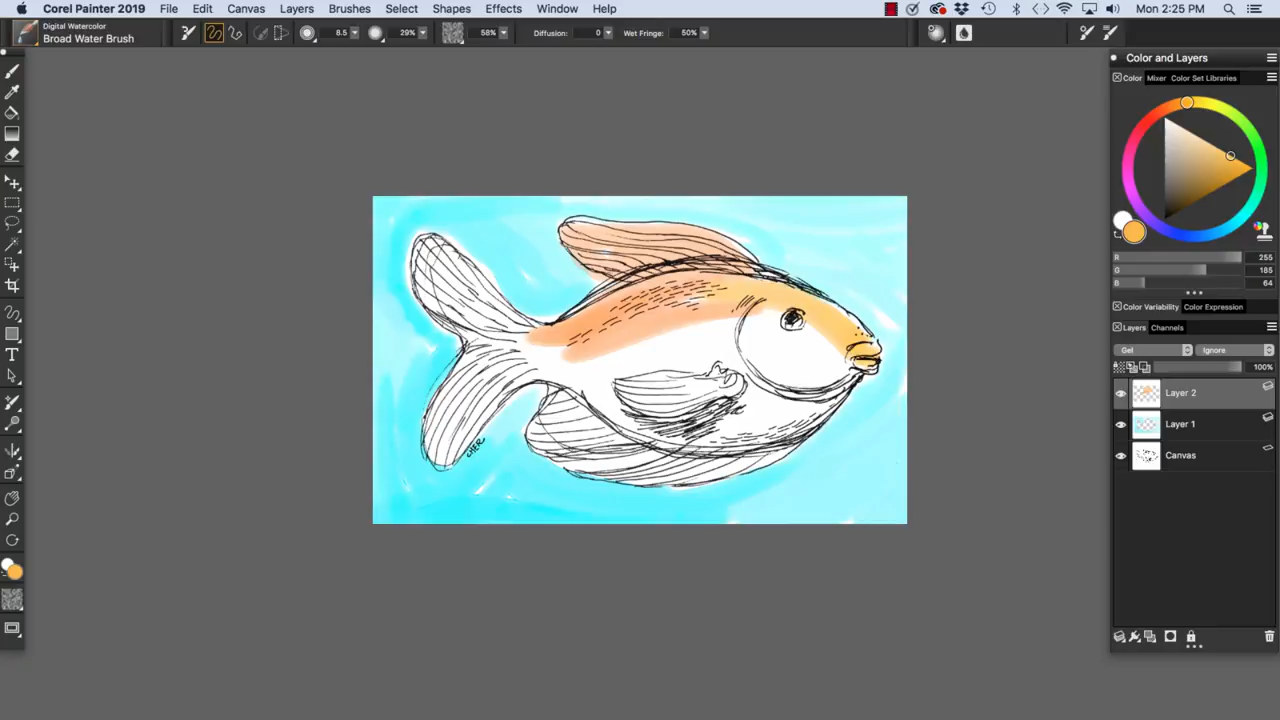 Corel Painter 2019 File Edit Canvas Layers Brushes Select Shapes Effects Window Help Mon 2:25 PM
Digital Watercolor
Broad Water Brush
8.5 29% 58% Diffusion: 0 Wet Fringe: 50%
Color and Layers
Color Mixer Color Set Libraries
R 255
G 185
B 64
Color Variability Color Expression
Layers Channels
Gel Ignore
100%
Layer 2
Layer 1
Canvas
CHER